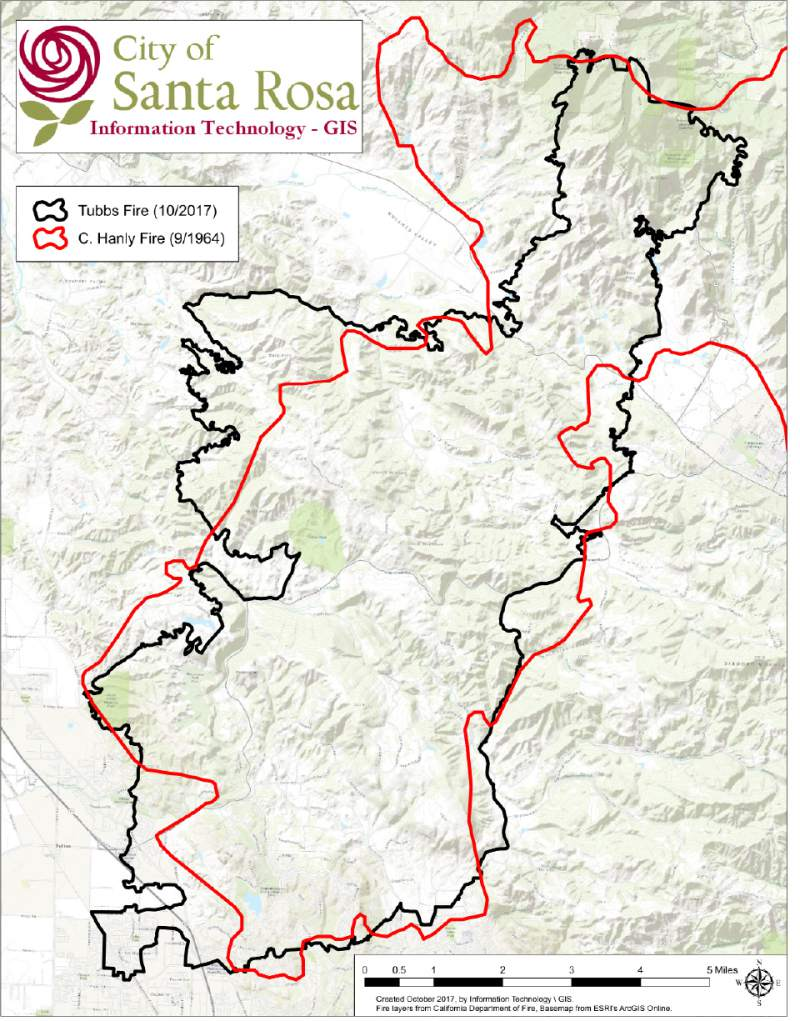 City of
Santa Rosa
Information Technology - GIS
Tubbs Fire (10/2017)
C. Hanly Fire (9/1964)
0 0.5 1 2 3 4 5 Miles
N
W E
S
Created October 2017, by Information Technology \ GIS.
Fire layers from California Department of Fire, Basemap from ESRI's ArcGIS Online.